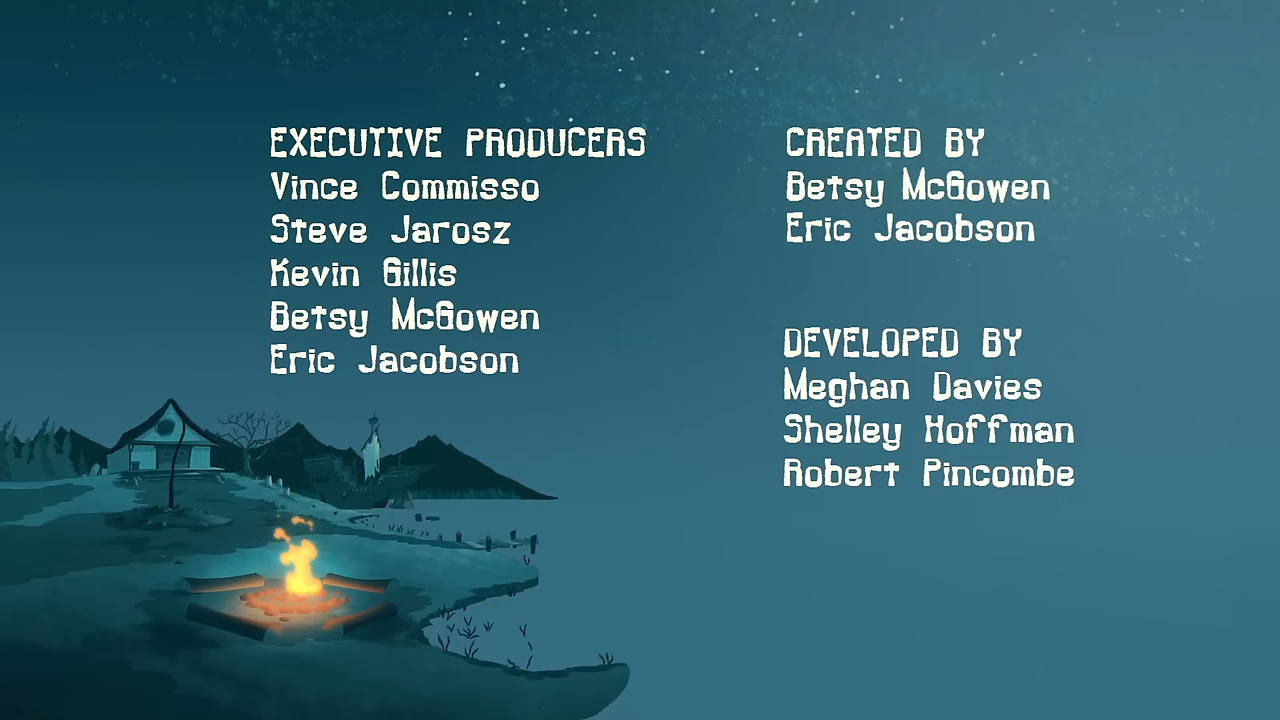 EXECUTIVE PRODUCERS
Vince Commisso
Steve Jarosz
Kevin Gillis
Betsy McGowen
Eric Jacobson
CREATED BY
Betsy McGowen
Eric Jacobson
DEVELOPED BY
Meghan Davies
Shelley Hoffman
Robert Pincombe